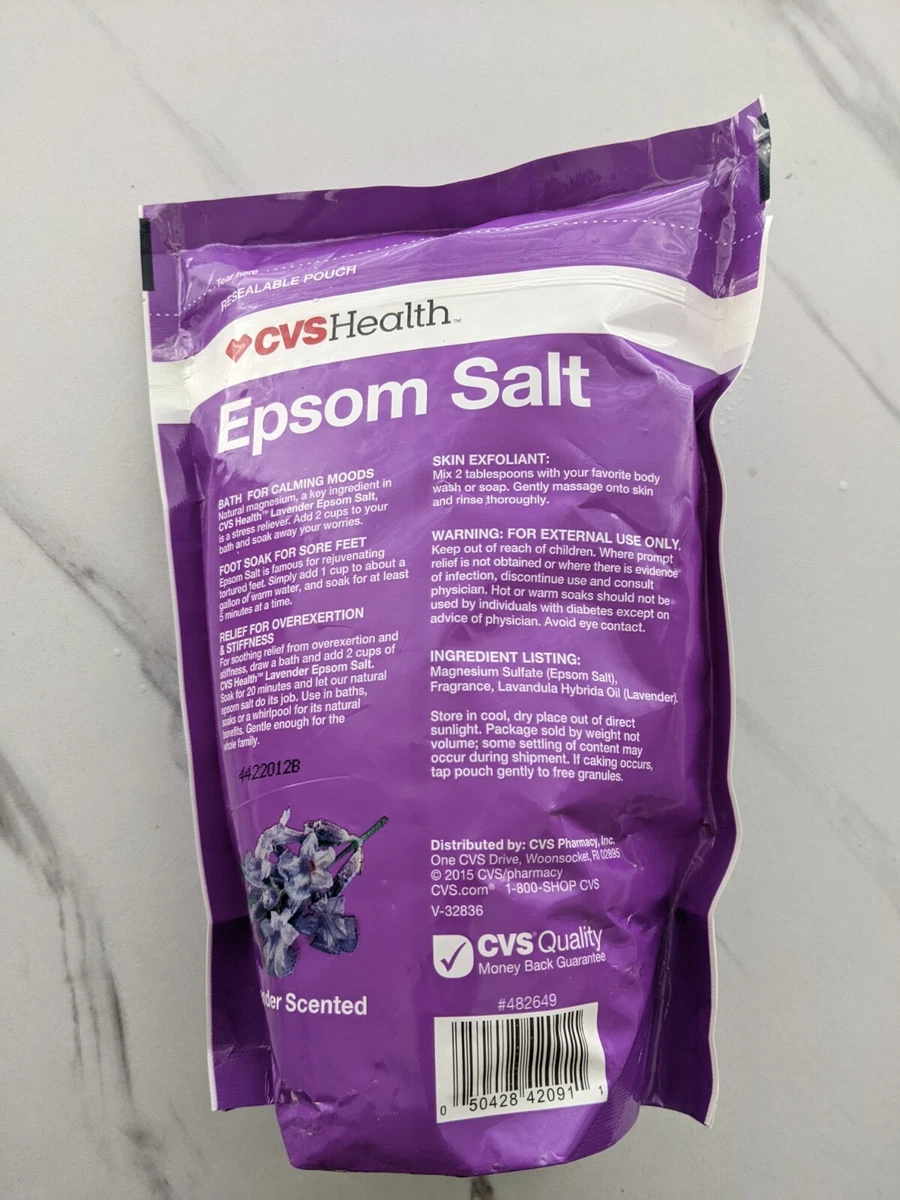 Tear here
RESEALABLE POUCH
CVSHealth™
Epsom Salt
BATH FOR CALMING MOODS
Natural magnesium, a key ingredient in
CVS Health™ Lavender Epsom Salt,
is a stress reliever. Add 2 cups to your
bath and soak away your worries.
FOOT SOAK FOR SORE FEET
Epsom Salt is famous for rejuvenating
tortured feet. Simply add 1 cup to about a
gallon of warm water, and soak for at least
5 minutes at a time.
RELIEF FOR OVEREXERTION
& STIFFNESS
For soothing relief from overexertion and
stiffness, draw a bath and add 2 cups of
CVS Health™ Lavender Epsom Salt.
Soak for 20 minutes and let our natural
epsom salt do its job. Use in baths,
soaks or a whirlpool for its natural
benefits. Gentle enough for the
whole family.
4422012B
nder Scented
SKIN EXFOLIANT:
Mix 2 tablespoons with your favorite body
wash or soap. Gently massage onto skin
and rinse thoroughly.
WARNING: FOR EXTERNAL USE ONLY.
Keep out of reach of children. Where prompt
relief is not obtained or where there is evidence
of infection, discontinue use and consult
physician. Hot or warm soaks should not be
used by individuals with diabetes except on
advice of physician. Avoid eye contact.
INGREDIENT LISTING:
Magnesium Sulfate (Epsom Salt),
Fragrance, Lavandula Hybrida Oil (Lavender).
Store in cool, dry place out of direct
sunlight. Package sold by weight not
volume; some settling of content may
occur during shipment. If caking occurs,
tap pouch gently to free granules.
Distributed by: CVS Pharmacy, Inc.
One CVS Drive, Woonsocket, RI 02895
© 2015 CVS/pharmacy
CVS.com® 1-800-SHOP CVS
V-32836
CVS® Quality
Money Back Guarantee
#482649
0 50428 42091 1